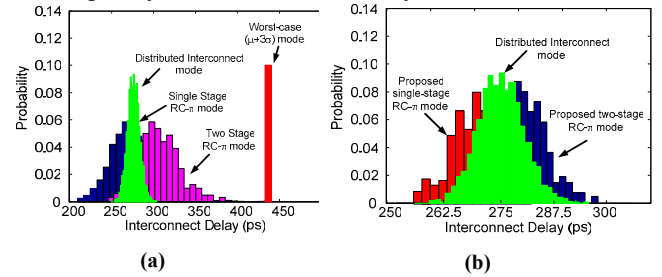 0.14
0.12
0.10
0.08
0.06
0.04
0.02
0
Probability
Worst-case
(μ+3σ) mode
Distributed Interconnect
mode
Single Stage
RC-π mode
Two Stage
RC-π mode
200 250 300 350 400 450
Interconnect Delay (ps)
(a)
0.14
0.12
0.10
0.08
0.06
0.04
0.02
0
Probability
Distributed Interconnect
mode
Proposed
single-stage
RC-π mode
Proposed two-stage
RC-π mode
250 262.5 275 287.5 300
Interconnect Delay (ps)
(b)